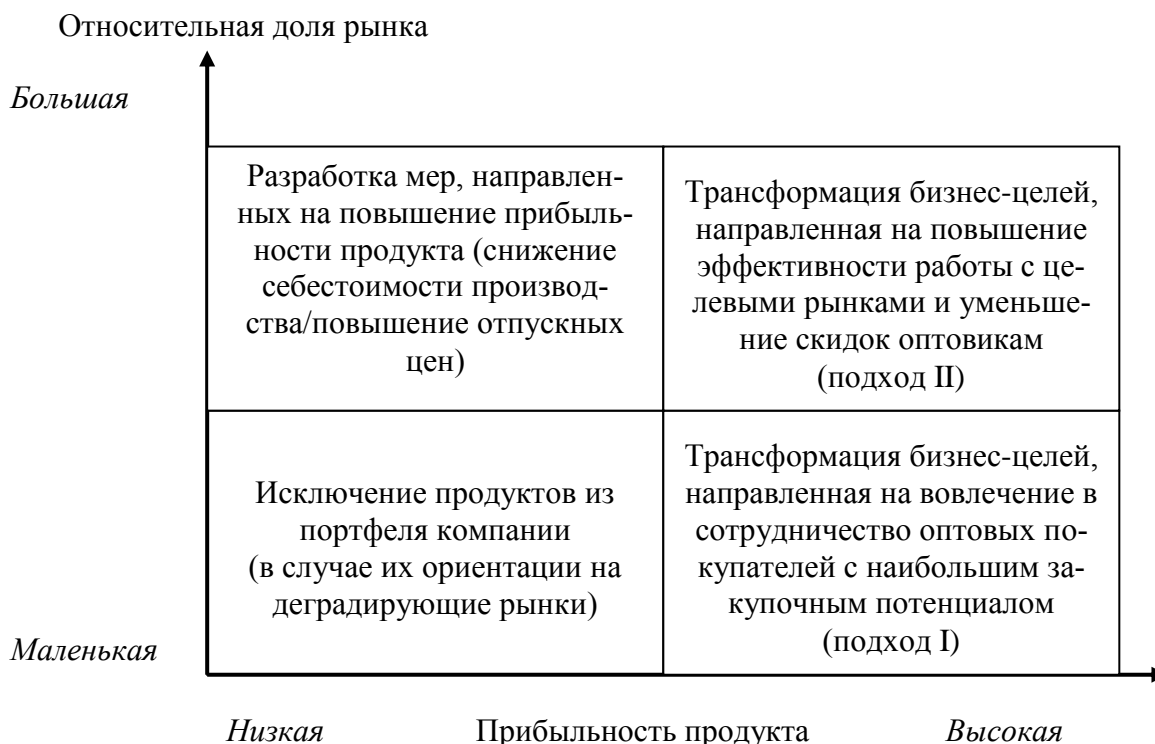 Относительная доля рынка
Большая
Разработка мер, направлен-
ных на повышение прибыль-
ности продукта (снижение
себестоимости производ-
ства/повышение отпускных
цен)
Трансформация бизнес-целей,
направленная на повышение
эффективности работы с це-
левыми рынками и уменьше-
ние скидок оптовикам
(подход II)
Исключение продуктов из
портфеля компании
(в случае их ориентации на
деградирующие рынки)
Трансформация бизнес-целей,
направленная на вовлечение в
сотрудничество оптовых по-
купателей с наибольшим за-
купочным потенциалом
(подход I)
Маленькая
Низкая Прибыльность продукта Высокая